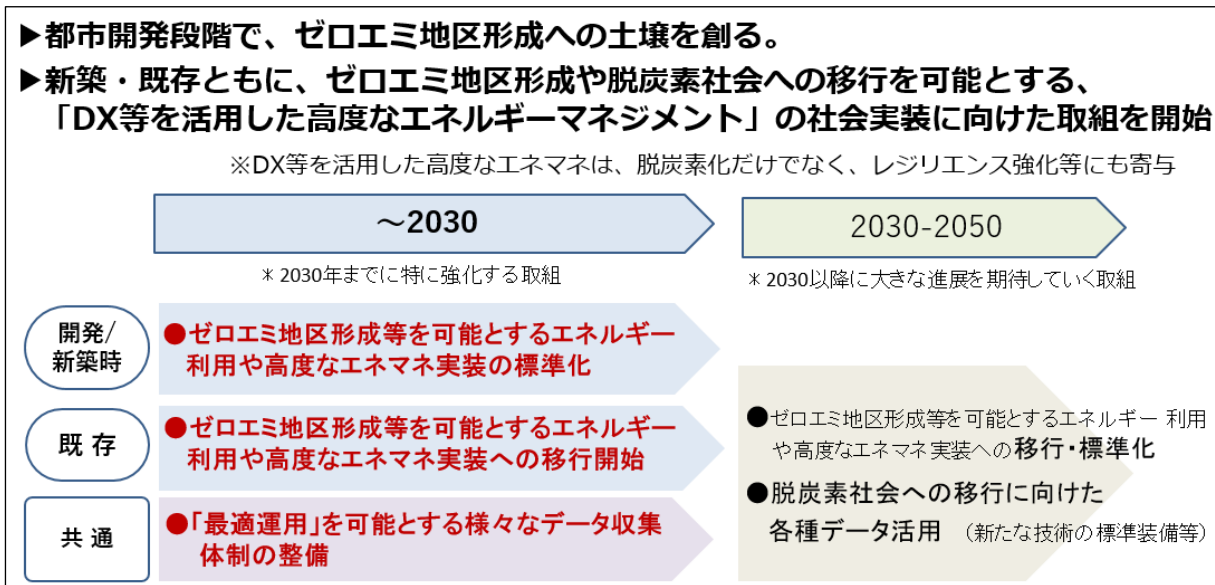 ▶都市開発段階で、ゼロエミ地区形成への土壌を創る。
▶新築・既存ともに、ゼロエミ地区形成や脱炭素社会への移行を可能とする、
「DX等を活用した高度なエネルギーマネジメント」の社会実装に向けた取組を開始
※DX等を活用した高度なエネマネは、脱炭素化だけでなく、レジリエンス強化等にも寄与
～2030
2030-2050
＊2030年までに特に強化する取組
＊2030以降に大きな進展を期待していく取組
開発/
新築時
●ゼロエミ地区形成等を可能とするエネルギー
利用や高度なエネマネ実装の標準化
既 存
●ゼロエミ地区形成等を可能とするエネルギー
利用や高度なエネマネ実装への移行開始
共 通
●「最適運用」を可能とする様々なデータ収集
体制の整備
●ゼロエミ地区形成等を可能とするエネルギー 利用
や高度なエネマネ実装への移行・標準化
●脱炭素社会への移行に向けた
各種データ活用 （新たな技術の標準装備等）